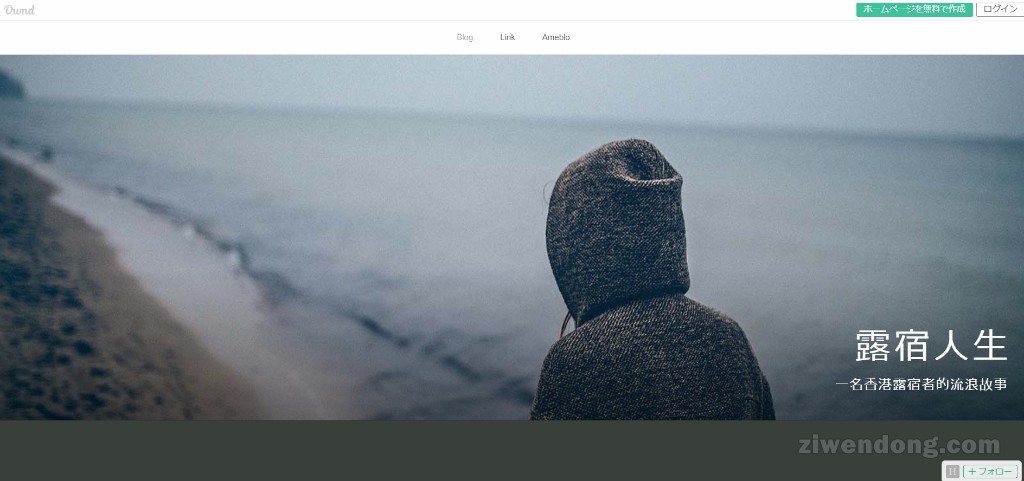 Ownd
ホームページを無料で作成
ログイン
Blog
Link
Ameblo
露宿人生
一名香港露宿者的流浪故事
ziwendong.com
H
＋ フォロー